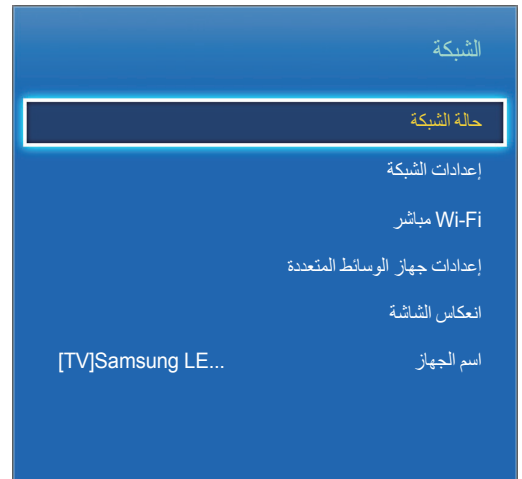 الشبكة
حالة الشبكة
إعدادات الشبكة
Wi-Fi مباشر
إعدادات جهاز الوسائط المتعددة
انعكاس الشاشة
اسم الجهاز [TV]Samsung LE...